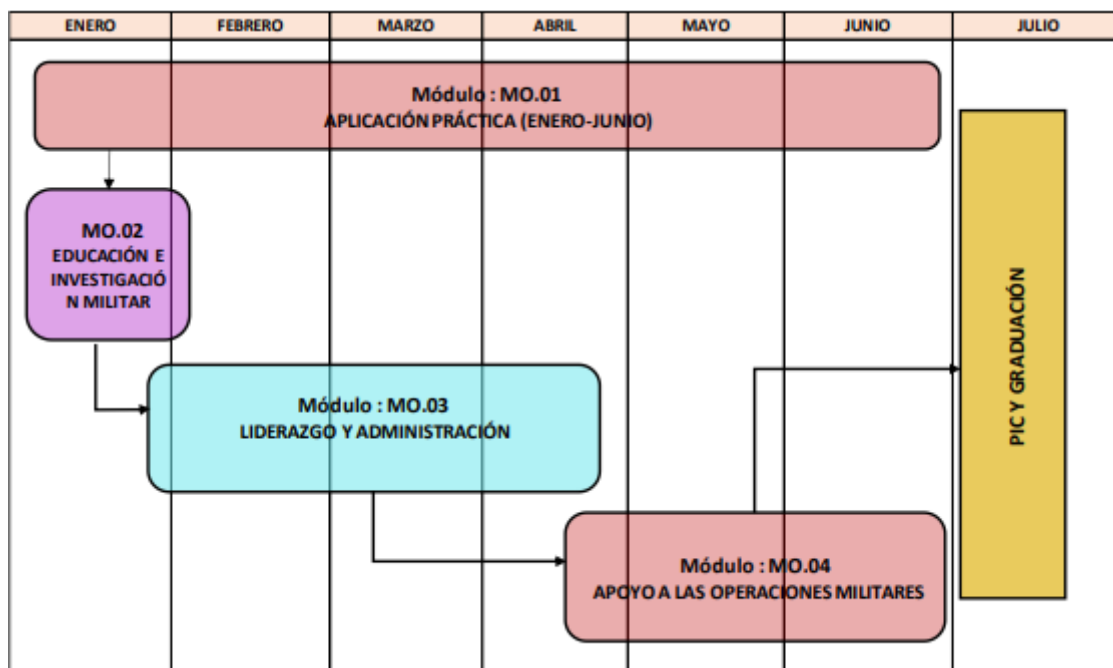 ENERO FEBRERO MARZO ABRIL MAYO JUNIO JULIO
Módulo : MO.01
APLICACIÓN PRÁCTICA (ENERO-JUNIO)
MO.02
EDUCACIÓN E
INVESTIGACIÓ
N MILITAR
Módulo : MO.03
LIDERAZGO Y ADMINISTRACIÓN
Módulo : MO.04
APOYO A LAS OPERACIONES MILITARES
PIC Y GRADUACIÓN